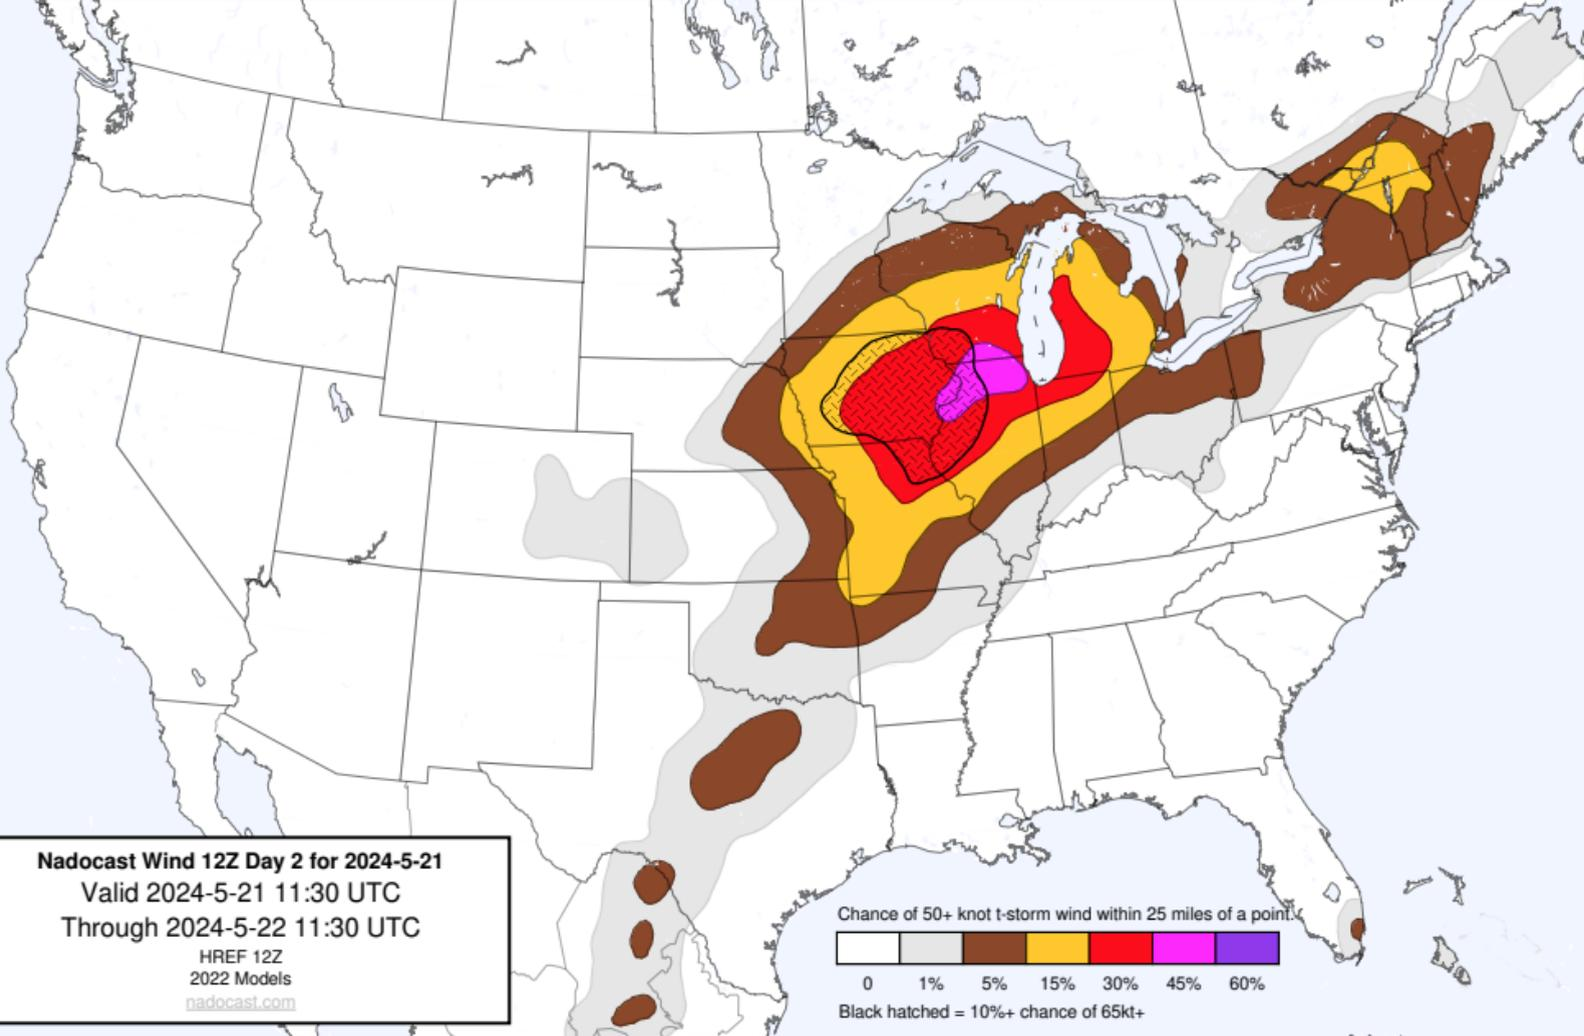 Nadocast Wind 12Z Day 2 for 2024-5-21
Valid 2024-5-21 11:30 UTC
Through 2024-5-22 11:30 UTC
HREF 12Z
2022 Models
nadocast.com
Chance of 50+ knot t-storm wind within 25 miles of a point.
0 1% 5% 15% 30% 45% 60%
Black hatched = 10%+ chance of 65kt+